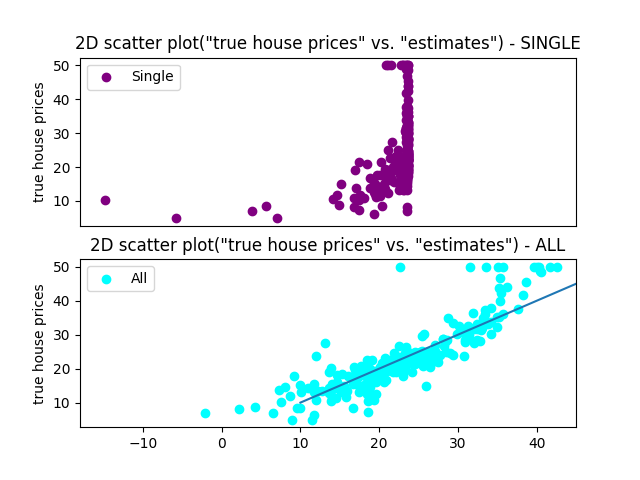 2D scatter plot("true house prices" vs. "estimates") - SINGLE
50
40
30
20
10
true house prices
Single
2D scatter plot("true house prices" vs. "estimates") - ALL
50
40
30
20
10
true house prices
All
−10 0 10 20 30 40